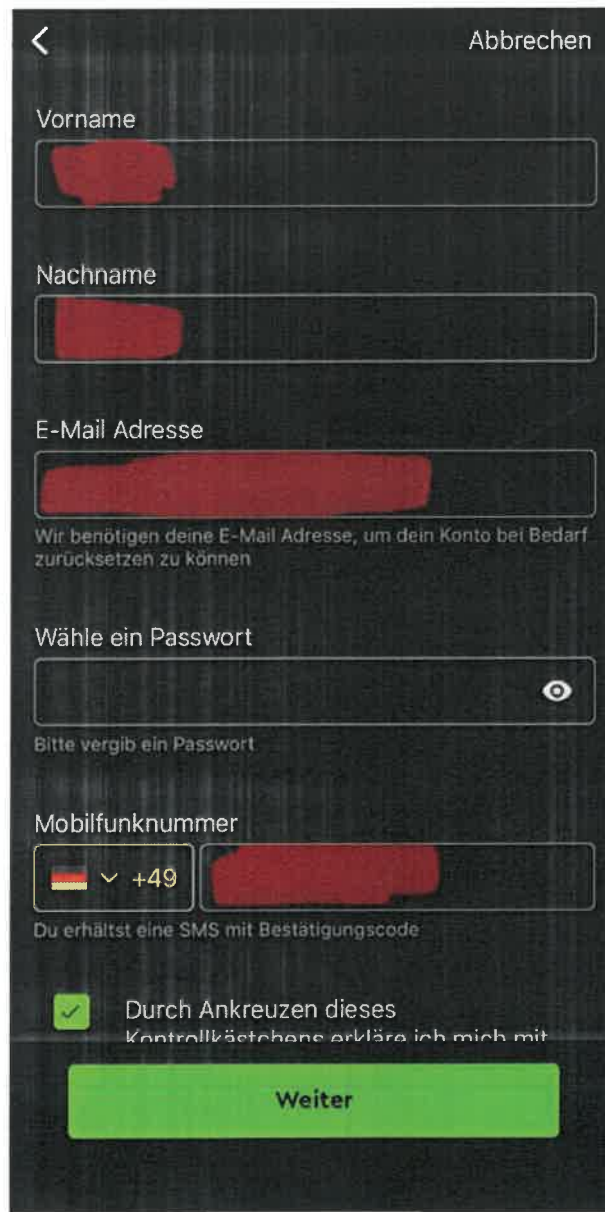 Abbrechen
Vorname
Nachname
E-Mail Adresse
Wir benötigen deine E-Mail Adresse, um dein Konto bei Bedarf
zurücksetzen zu können
Wähle ein Passwort
Bitte vergib ein Passwort
Mobilfunknummer
+49
Du erhältst eine SMS mit Bestätigungscode
Durch Ankreuzen dieses
Kontrollkästchens erkläre ich mich mit
Weiter